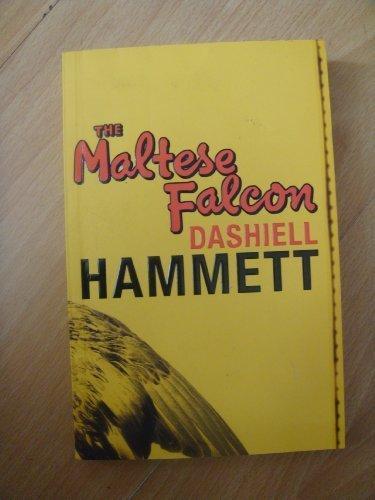 THE
Maltese
Falcon
DASHIELL
HAMMETT